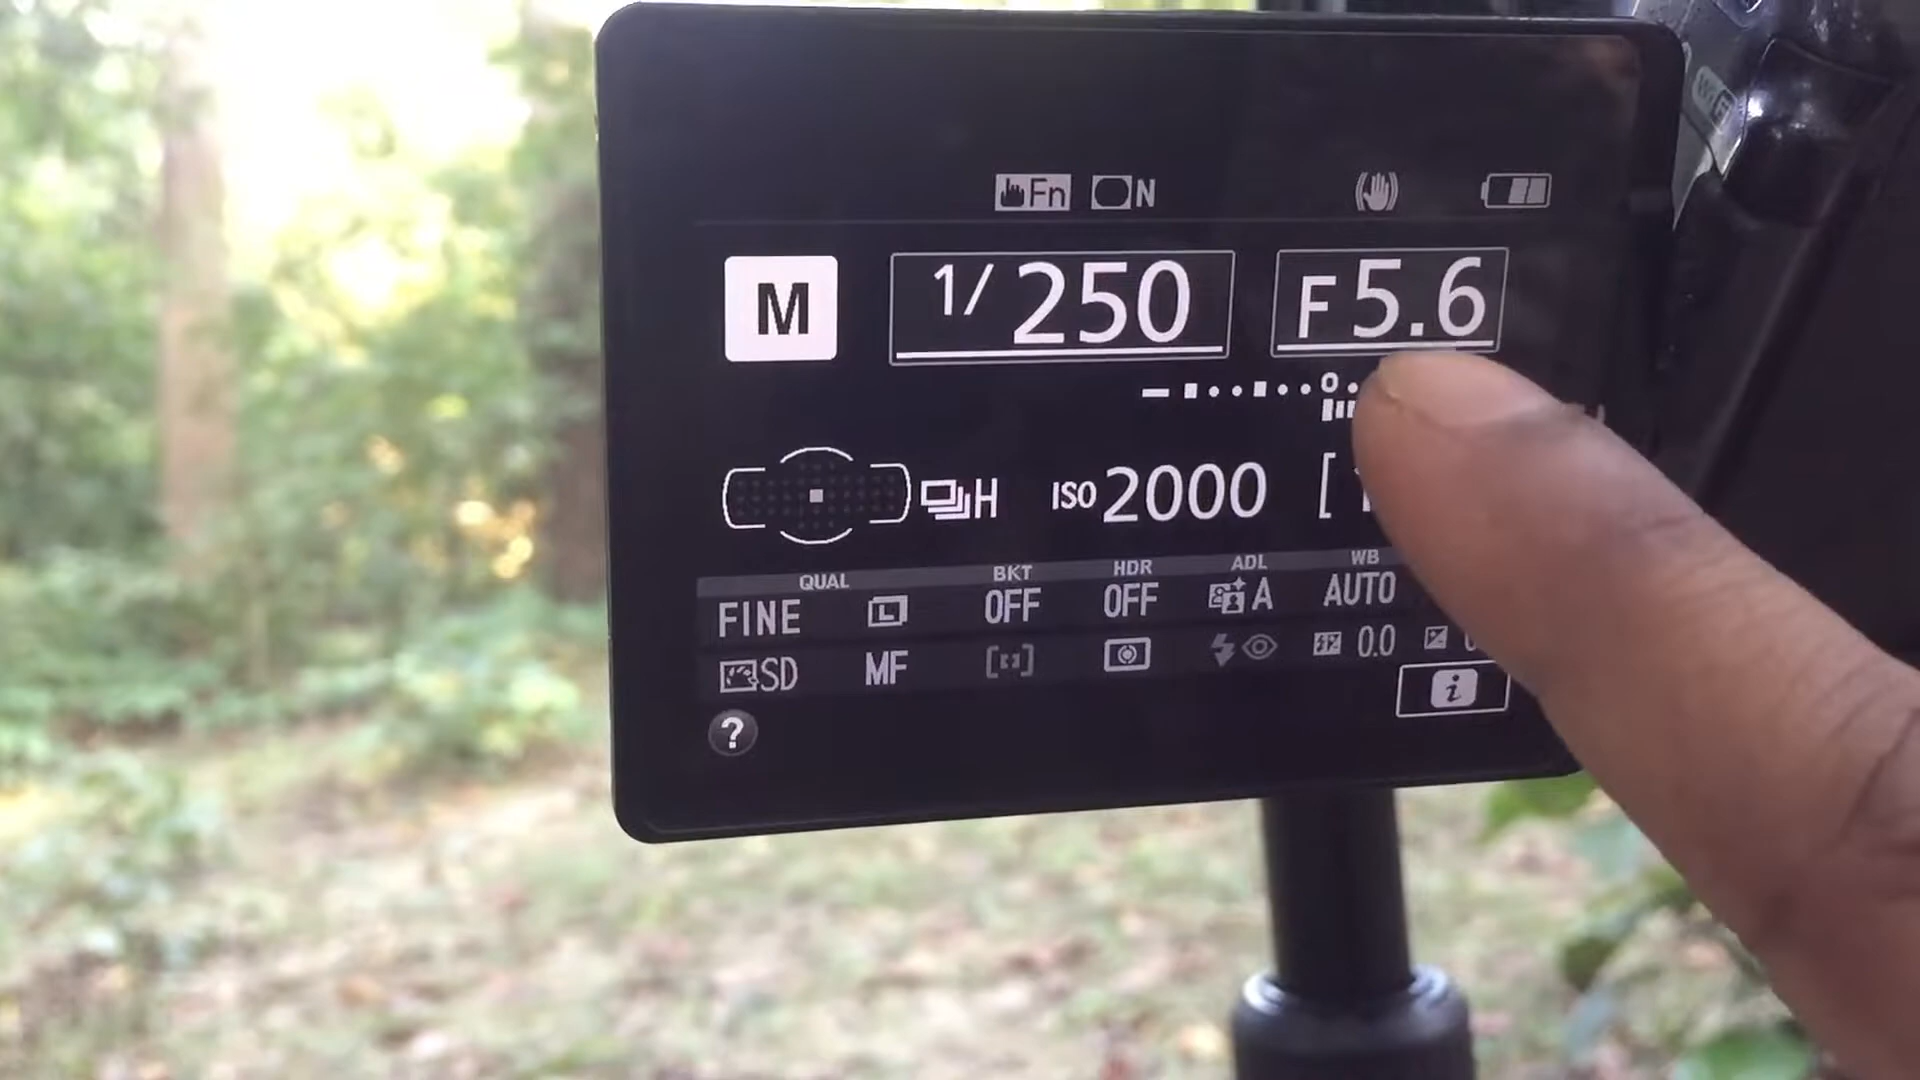 Fn N
M 1/250 F5.6
H ISO 2000 [
QUAL BKT HDR ADL WB
FINE L OFF OFF A AUTO
SD MF 0.0
i
?